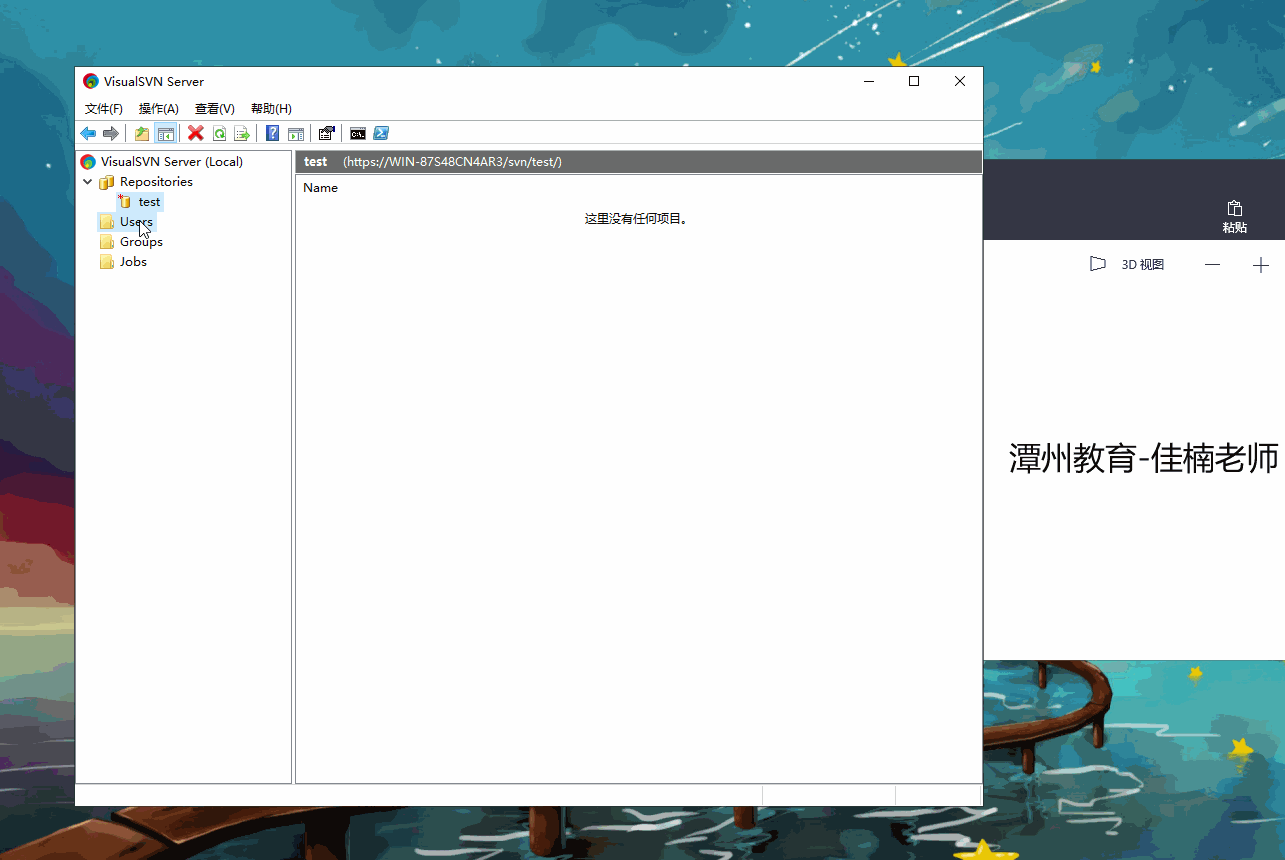 VisualSVN Server
文件(F) 操作(A) 查看(V) 帮助(H)
VisualSVN Server (Local)
Repositories
test
Users
Groups
Jobs
test (https://WIN-87S48CN4AR3/svn/test/)
Name
这里没有任何项目。
粘贴
3D 视图
潭州教育-佳楠老师